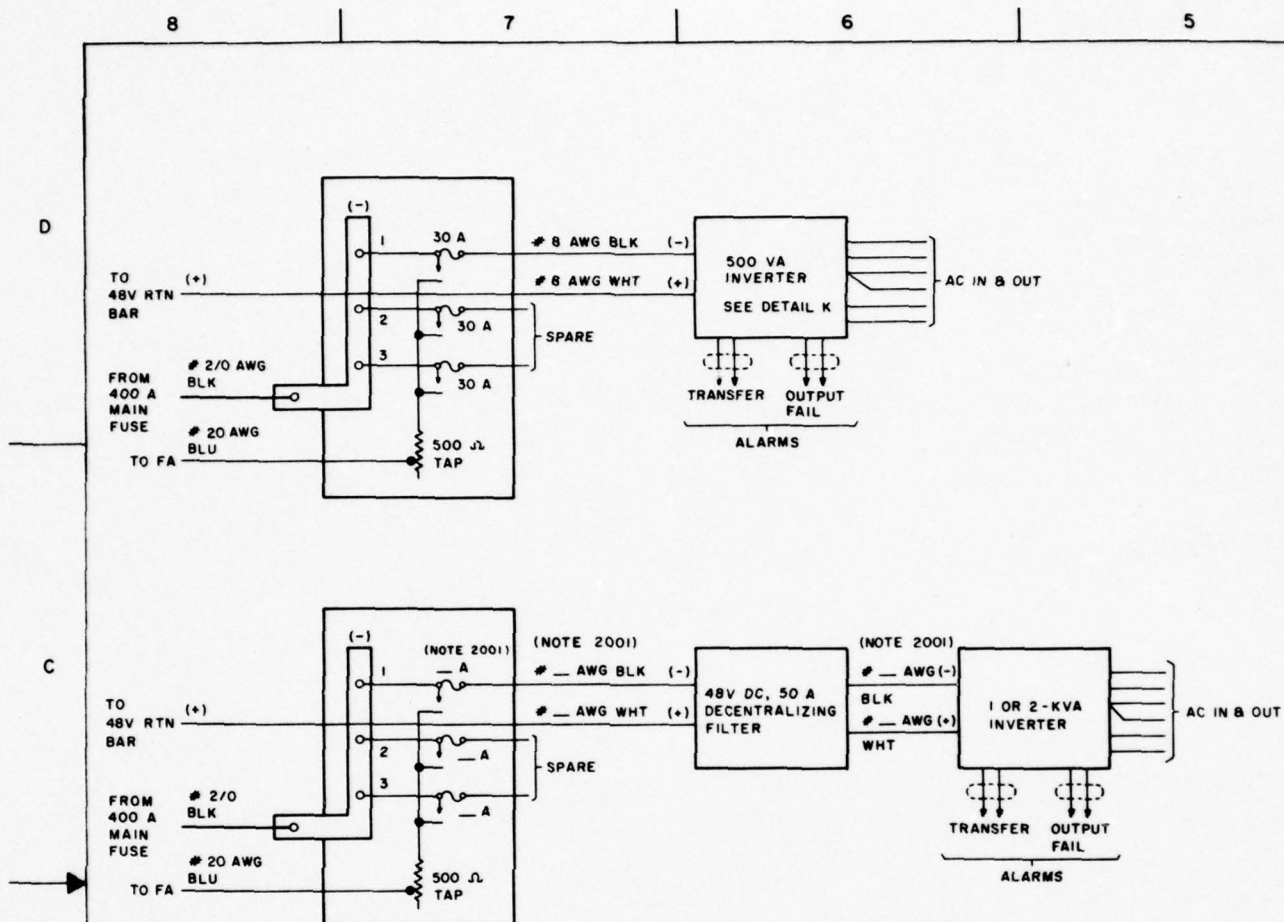 8 7 6 5
D
(-)
1
30 A
# 8 AWG BLK (-)
TO
48V RTN
BAR
(+)
# 8 AWG WHT (+)
2
30 A
SPARE
3
30 A
500 VA
INVERTER
SEE DETAIL K
AC IN & OUT
# 2/0 AWG
BLK
FROM
400 A
MAIN
FUSE
TRANSFER
OUTPUT
FAIL
ALARMS
# 20 AWG
BLU
TO FA
500 Ω
TAP
C
(-)
1
(NOTE 2001)
__ A
(NOTE 2001)
# __ AWG BLK (-)
TO
48V RTN
BAR
(+)
# __ AWG WHT (+)
2
__ A
SPARE
3
__ A
48V DC, 50 A
DECENTRALIZING
FILTER
(NOTE 2001)
# __ AWG (-)
BLK
# __ AWG (+)
WHT
1 OR 2-KVA
INVERTER
AC IN & OUT
# 2/0
BLK
FROM
400 A
MAIN
FUSE
TRANSFER
OUTPUT
FAIL
ALARMS
# 20 AWG
BLU
TO FA
500 Ω
TAP